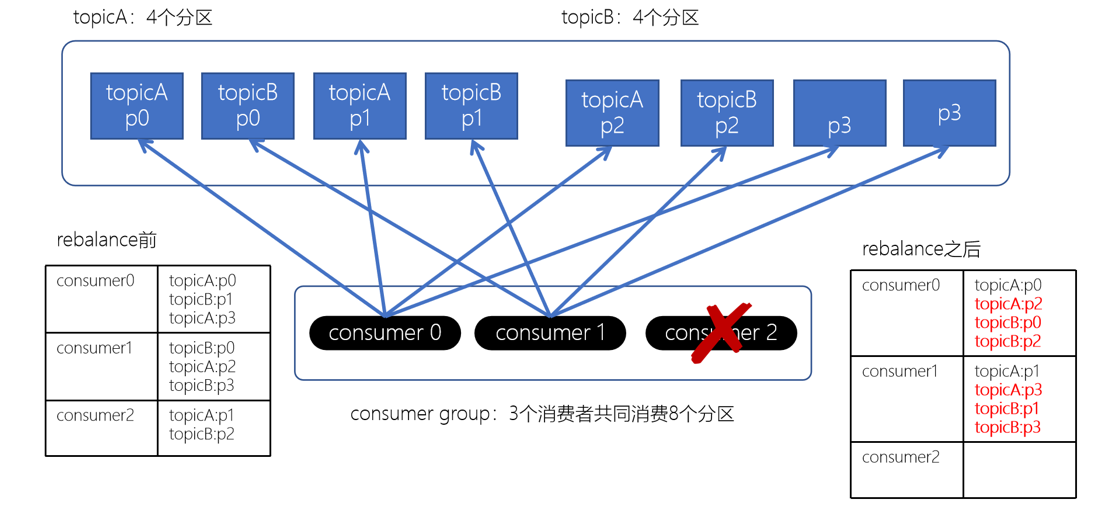 topicA：4个分区
topicB：4个分区
topicA
p0
topicB
p0
topicA
p1
topicB
p1
topicA
p2
topicB
p2
p3
p3
rebalance前
consumer0
topicA:p0
topicB:p1
topicA:p3
consumer1
topicB:p0
topicA:p2
topicB:p3
consumer2
topicA:p1
topicB:p2
consumer 0
consumer 1
consumer 2
consumer group：3个消费者共同消费8个分区
rebalance之后
consumer0
topicA:p0
topicA:p2
topicB:p0
topicB:p2
consumer1
topicA:p1
topicA:p3
topicB:p1
topicB:p3
consumer2